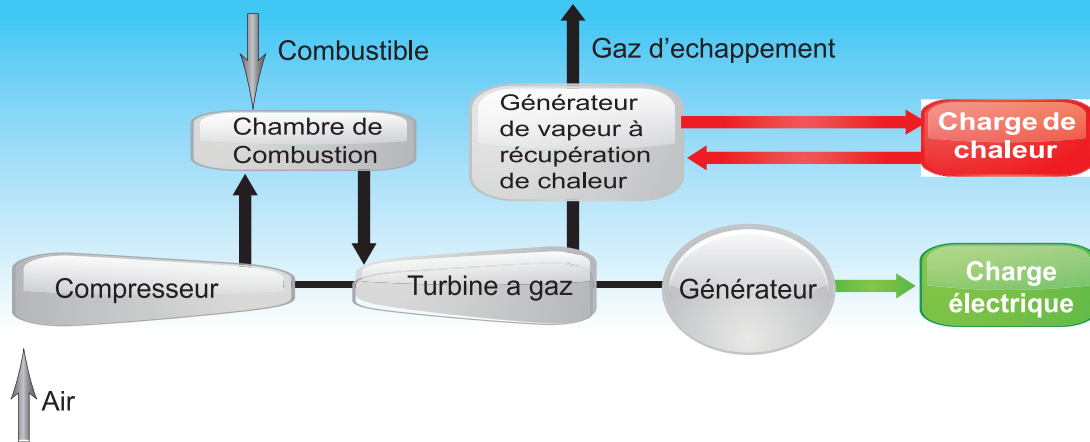 Combustible
Gaz d’echappement
Chambre de
Combustion
Générateur
de vapeur à
récupération
de chaleur
Charge de
chaleur
Compresseur
Turbine a gaz
Générateur
Charge
électrique
Air